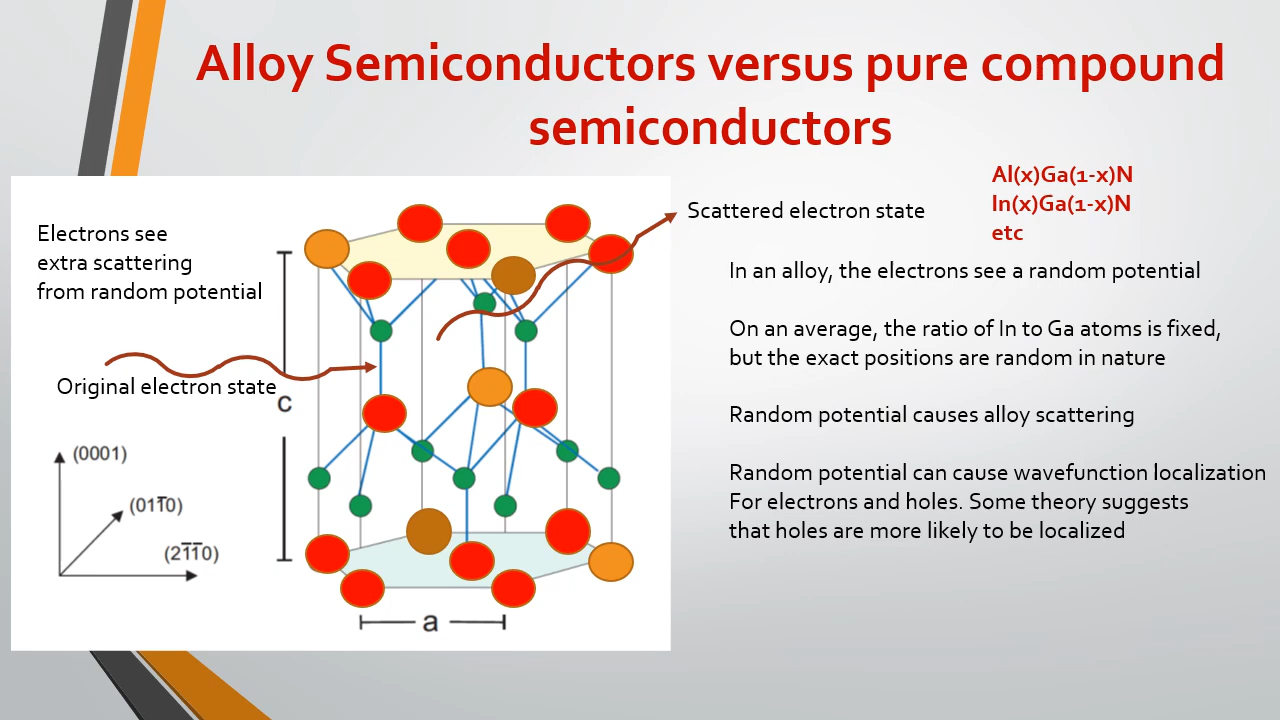 Alloy Semiconductors versus pure compound
semiconductors
Al(x)Ga(1-x)N
In(x)Ga(1-x)N
etc
Electrons see
extra scattering
from random potential
Scattered electron state
Original electron state
c
(0001)
(011̅0)
(21̅1̅0)
a
In an alloy, the electrons see a random potential
On an average, the ratio of In to Ga atoms is fixed,
but the exact positions are random in nature
Random potential causes alloy scattering
Random potential can cause wavefunction localization
For electrons and holes. Some theory suggests
that holes are more likely to be localized